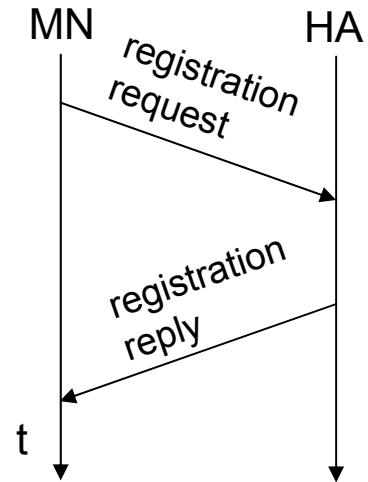 MN
HA
registration
request
registration
reply
t